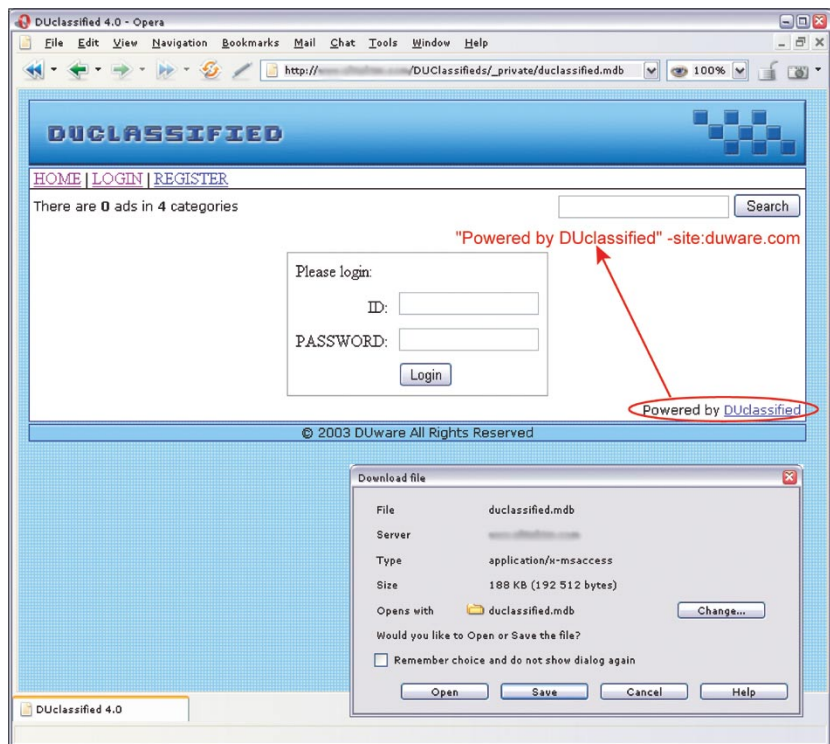 DUclassified 4.0 - Opera
File Edit View Navigation Bookmarks Mail Chat Tools Window Help
http:// /DUClassifieds/_private/duclassified.mdb 100%
DUCLASSIFIED
HOME | LOGIN | REGISTER
There are 0 ads in 4 categories Search
"Powered by DUclassified" -site:duware.com
Please login:
ID:
PASSWORD:
Login
Powered by DUclassified
© 2003 DUware All Rights Reserved
Download file
File duclassified.mdb
Server
Type application/x-msaccess
Size 188 KB (192 512 bytes)
Opens with duclassified.mdb Change...
Would you like to Open or Save the file?
Remember choice and do not show dialog again
Open Save Cancel Help
DUclassified 4.0